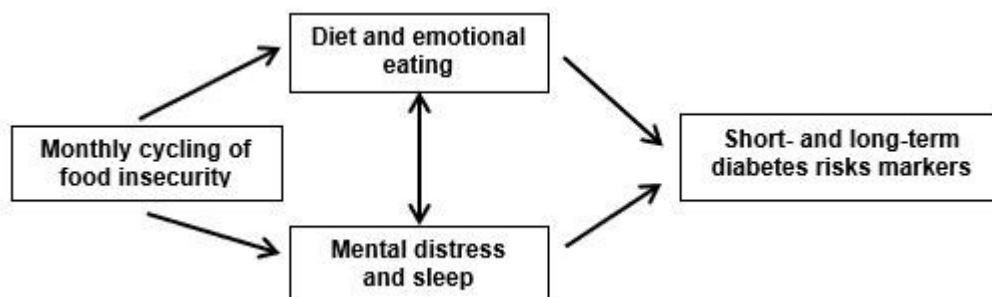 Diet and emotional
eating
Monthly cycling of
food insecurity
Short- and long-term
diabetes risks markers
Mental distress
and sleep